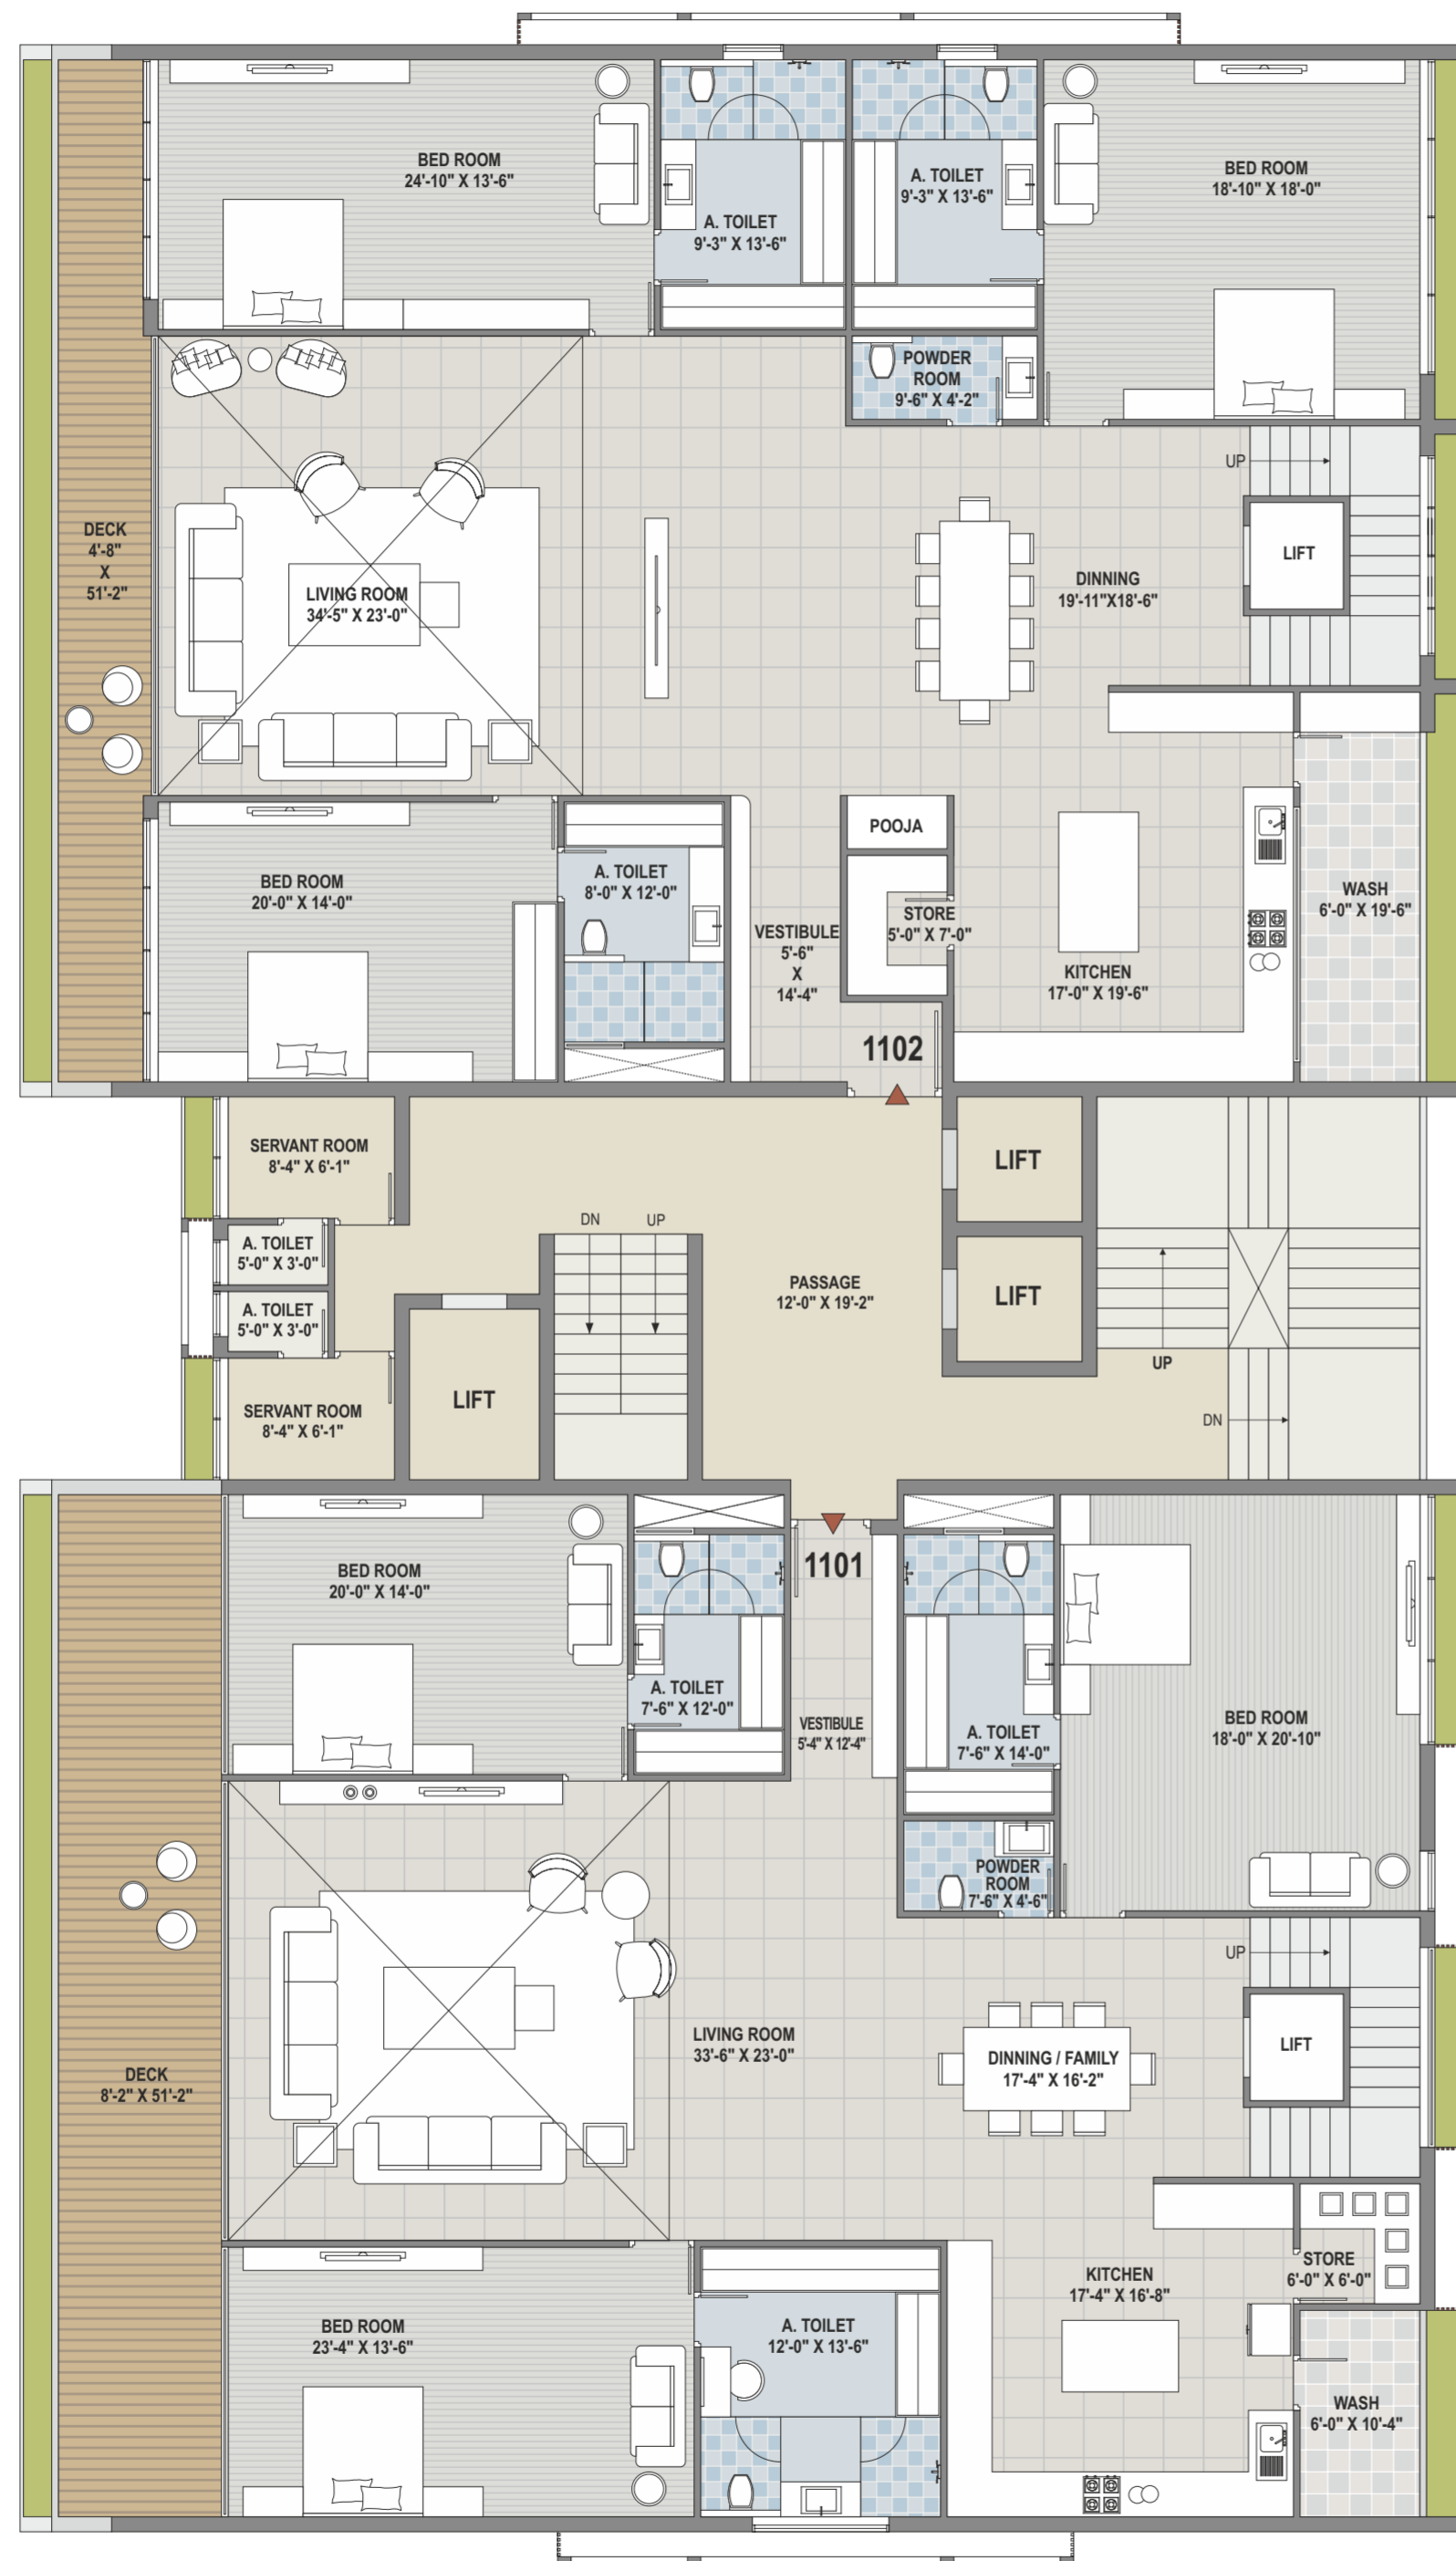 BED ROOM
24'-10" X 13'-6"
A. TOILET
9'-3" X 13'-6"
A. TOILET
9'-3" X 13'-6"
BED ROOM
18'-10" X 18'-0"
POWDER
ROOM
9'-6" X 4'-2"
UP
DECK
4'-8"
X
51'-2"
LIVING ROOM
34'-5" X 23'-0"
DINNING
19'-11"X18'-6"
LIFT
BED ROOM
20'-0" X 14'-0"
A. TOILET
8'-0" X 12'-0"
VESTIBULE
5'-6"
X
14'-4"
POOJA
STORE
5'-0" X 7'-0"
KITCHEN
17'-0" X 19'-6"
WASH
6'-0" X 19'-6"
1102
SERVANT ROOM
8'-4" X 6'-1"
LIFT
A. TOILET
5'-0" X 3'-0"
DN
UP
A. TOILET
5'-0" X 3'-0"
PASSAGE
12'-0" X 19'-2"
LIFT
UP
SERVANT ROOM
8'-4" X 6'-1"
LIFT
DN
1101
BED ROOM
20'-0" X 14'-0"
A. TOILET
7'-6" X 12'-0"
VESTIBULE
5'-4" X 12'-4"
A. TOILET
7'-6" X 14'-0"
BED ROOM
18'-0" X 20'-10"
POWDER
ROOM
7'-6" X 4'-6"
UP
DECK
8'-2" X 51'-2"
LIVING ROOM
33'-6" X 23'-0"
DINNING / FAMILY
17'-4" X 16'-2"
LIFT
KITCHEN
17'-4" X 16'-8"
STORE
6'-0" X 6'-0"
BED ROOM
23'-4" X 13'-6"
A. TOILET
12'-0" X 13'-6"
WASH
6'-0" X 10'-4"